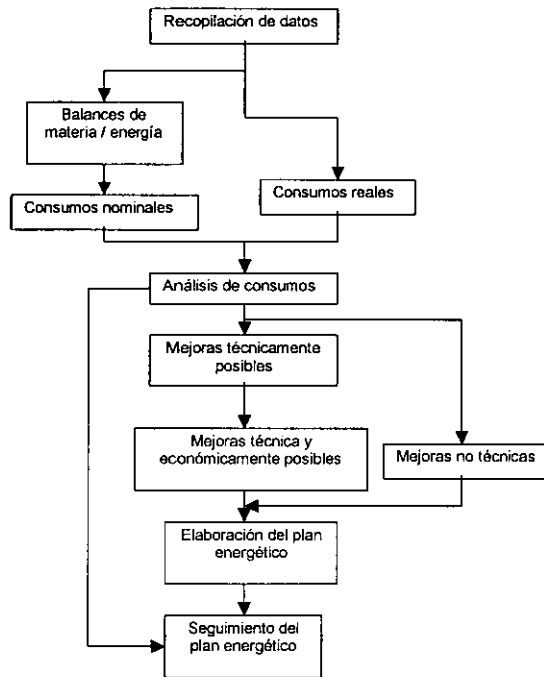 Recopilación de datos
Balances de
materia / energía
Consumos nominales
Consumos reales
Análisis de consumos
Mejoras técnicamente
posibles
Mejoras técnica y
económicamente posibles
Mejoras no técnicas
Elaboración del plan
energético
Seguimiento del
plan energético